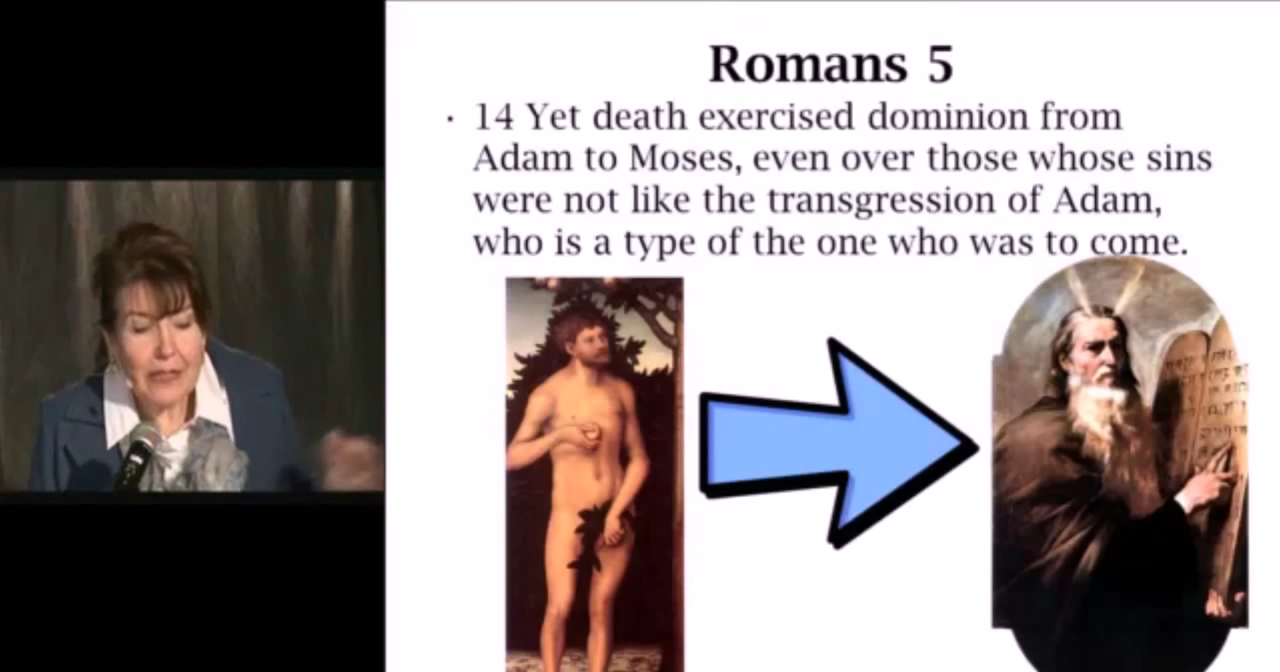 Romans 5
· 14 Yet death exercised dominion from
Adam to Moses, even over those whose sins
were not like the transgression of Adam,
who is a type of the one who was to come.